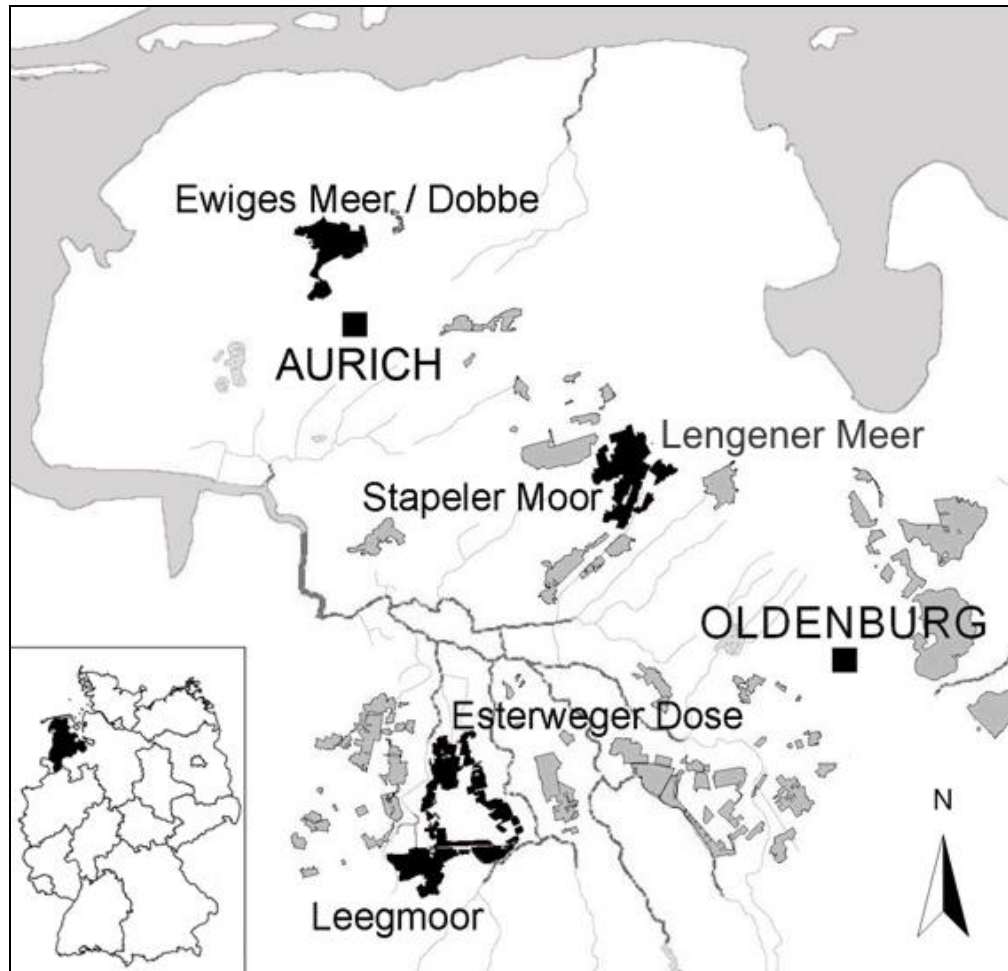 Ewiges Meer / Dobbe
AURICH
Lengener Meer
Stapeler Moor
OLDENBURG
Esterweger Dose
N
Leegmoor